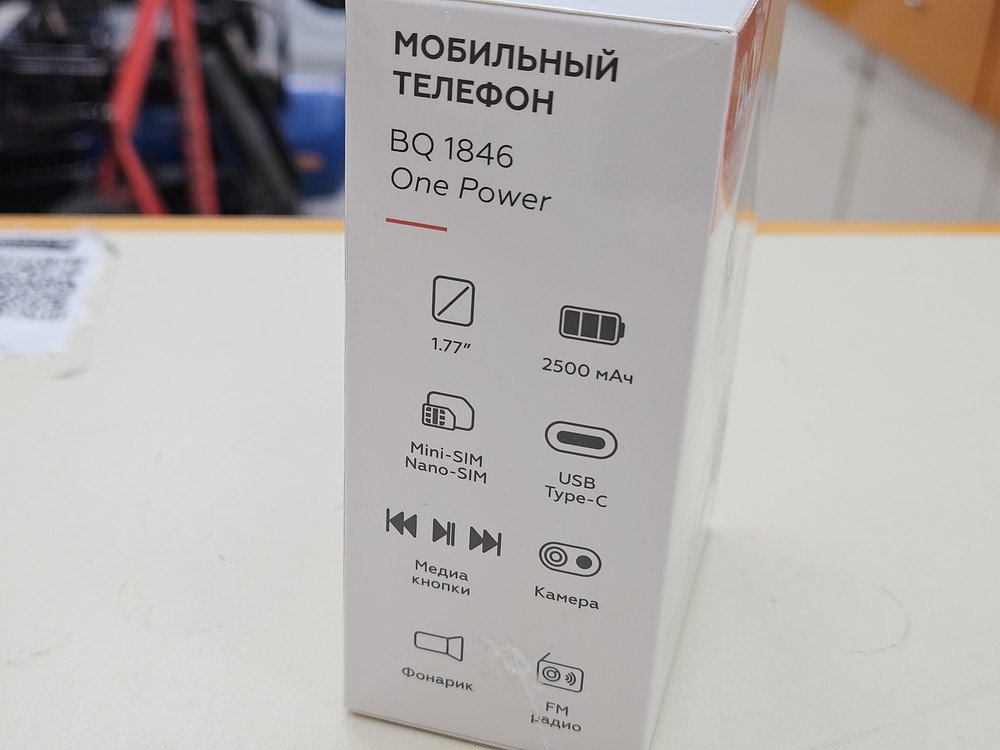 МОБИЛЬНЫЙ
ТЕЛЕФОН
BQ 1846
One Power
1.77″
2500 мАч
Mini-SIM
Nano-SIM
USB
Type-C
Медиа
кнопки
Камера
Фонарик
FM
радио